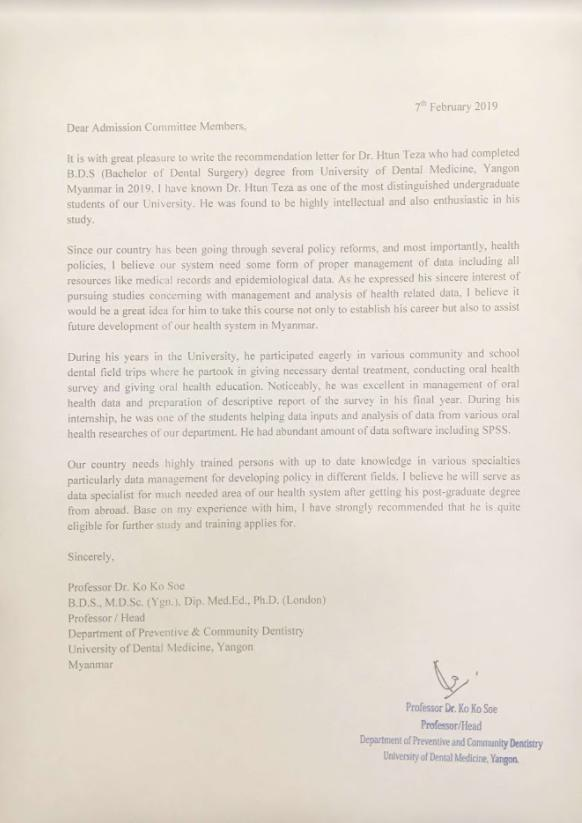 7th February 2019
Dear Admission Committee Members,
It is with great pleasure to write the recommendation letter for Dr. Htun Teza who had completed
B.D.S (Bachelor of Dental Surgery) degree from University of Dental Medicine, Yangon
Myanmar in 2019. I have known Dr. Htun Teza as one of the most distinguished undergraduate
students of our University. He was found to be highly intellectual and also enthusiastic in his
study.
Since our country has been going through several policy reforms, and most importantly, health
policies, I believe our system need some form of proper management of data including all
resources like medical records and epidemiological data. As he expressed his sincere interest of
pursuing studies concerning with management and analysis of health related data, I believe it
would be a great idea for him to take this course not only to establish his career but also to assist
future development of our health system in Myanmar.
During his years in the University, he participated eagerly in various community and school
dental field trips where he partook in giving necessary dental treatment, conducting oral health
survey and giving oral health education. Noticeably, he was excellent in management of oral
health data and preparation of descriptive report of the survey in his final year. During his
internship, he was one of the students helping data inputs and analysis of data from various oral
health researches of our department. He had abundant amount of data software including SPSS.
Our country needs highly trained persons with up to date knowledge in various specialties
particularly data management for developing policy in different fields. I believe he will serve as
data specialist for much needed area of our health system after getting his post-graduate degree
from abroad. Base on my experience with him, I have strongly recommended that he is quite
eligible for further study and training applies for.
Sincerely,
Professor Dr. Ko Ko Soe
B.D.S., M.D.Sc. (Ygn.), Dip. Med.Ed., Ph.D. (London)
Professor / Head
Department of Preventive & Community Dentistry
University of Dental Medicine, Yangon
Myanmar
Professor Dr. Ko Ko Soe
Professor/Head
Department of Preventive and Community Dentistry
University of Dental Medicine, Yangon.